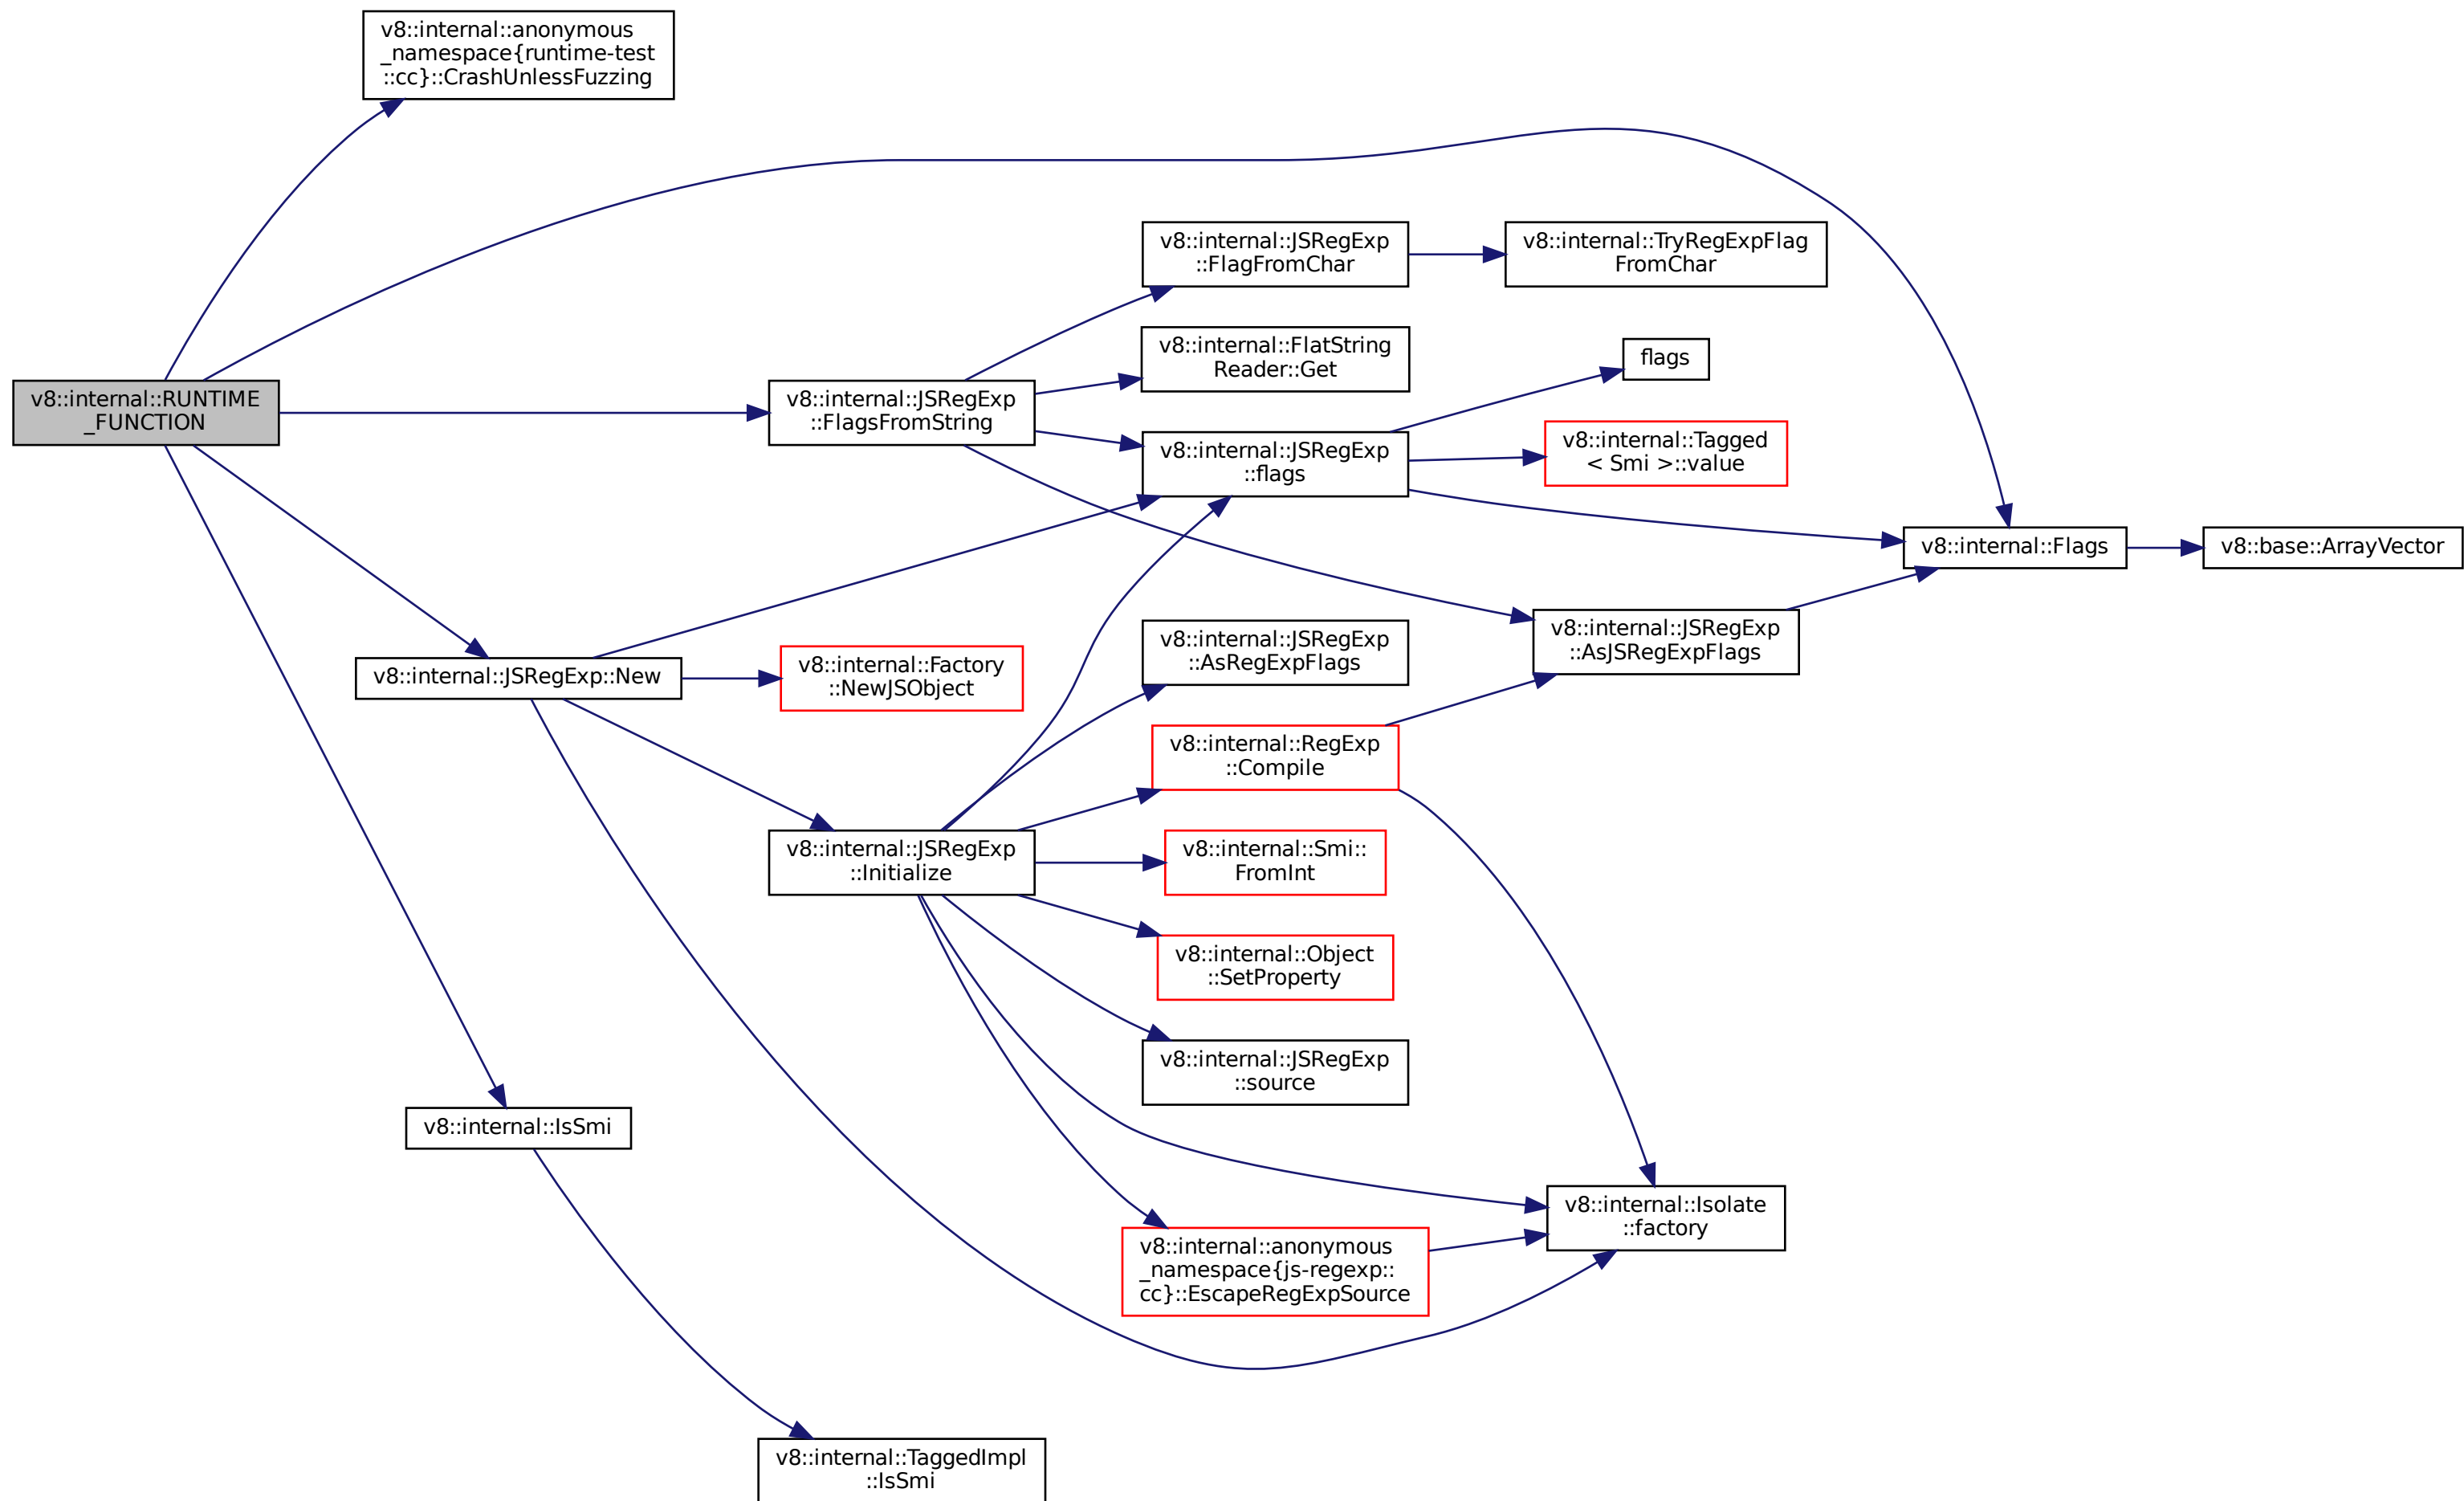 v8::internal::anonymous
_namespace{runtime-test
::cc}::CrashUnlessFuzzing
v8::internal::JSRegExp
::FlagFromChar
v8::internal::TryRegExpFlag
FromChar
v8::internal::FlatString
Reader::Get
flags
v8::internal::RUNTIME
_FUNCTION
v8::internal::JSRegExp
::FlagsFromString
v8::internal::JSRegExp
::flags
v8::internal::Tagged
< Smi >::value
v8::internal::Flags
v8::base::ArrayVector
v8::internal::JSRegExp
::AsRegExpFlags
v8::internal::JSRegExp
::AsJSRegExpFlags
v8::internal::JSRegExp::New
v8::internal::Factory
::NewJSObject
v8::internal::RegExp
::Compile
v8::internal::JSRegExp
::Initialize
v8::internal::Smi::
FromInt
v8::internal::Object
::SetProperty
v8::internal::JSRegExp
::source
v8::internal::IsSmi
v8::internal::Isolate
::factory
v8::internal::anonymous
_namespace{js-regexp::
cc}::EscapeRegExpSource
v8::internal::TaggedImpl
::IsSmi